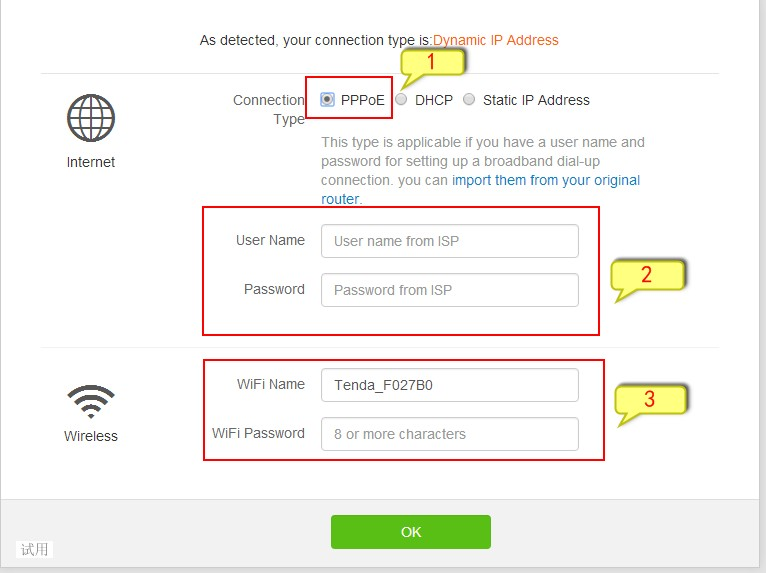 As detected, your connection type is:Dynamic IP Address
1
Connection Type
PPPoE DHCP Static IP Address
Internet
This type is applicable if you have a user name and
password for setting up a broadband dial-up
connection. you can import them from your original
router.
User Name User name from ISP
2
Password Password from ISP
WiFi Name Tenda_F027B0
3
Wireless
WiFi Password 8 or more characters
OK
试用